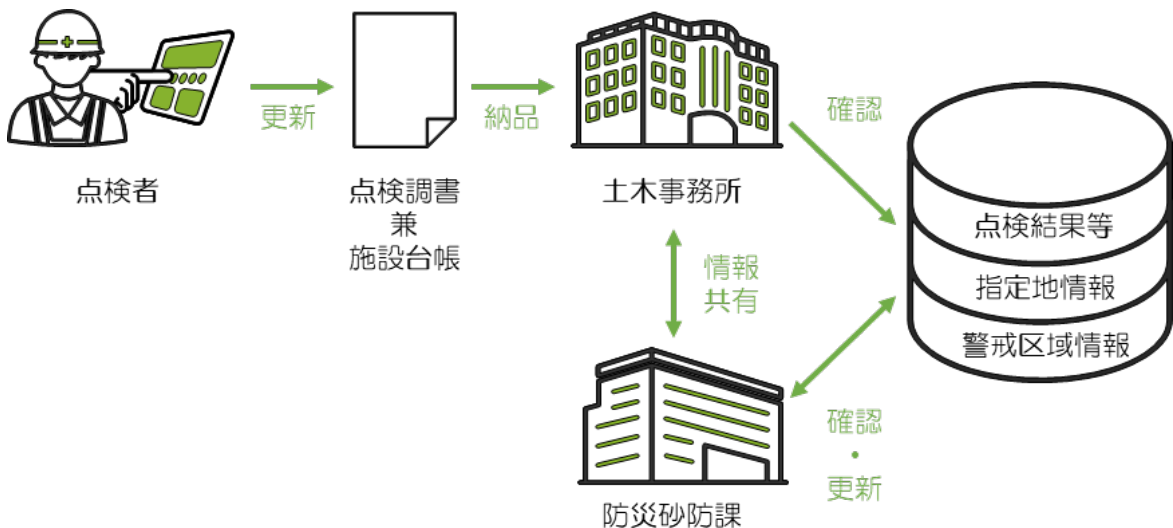 更新
納品
確認
点検者
点検調書
兼
施設台帳
土木事務所
点検結果等
指定地情報
警戒区域情報
情報
共有
確認
・
更新
防災砂防課